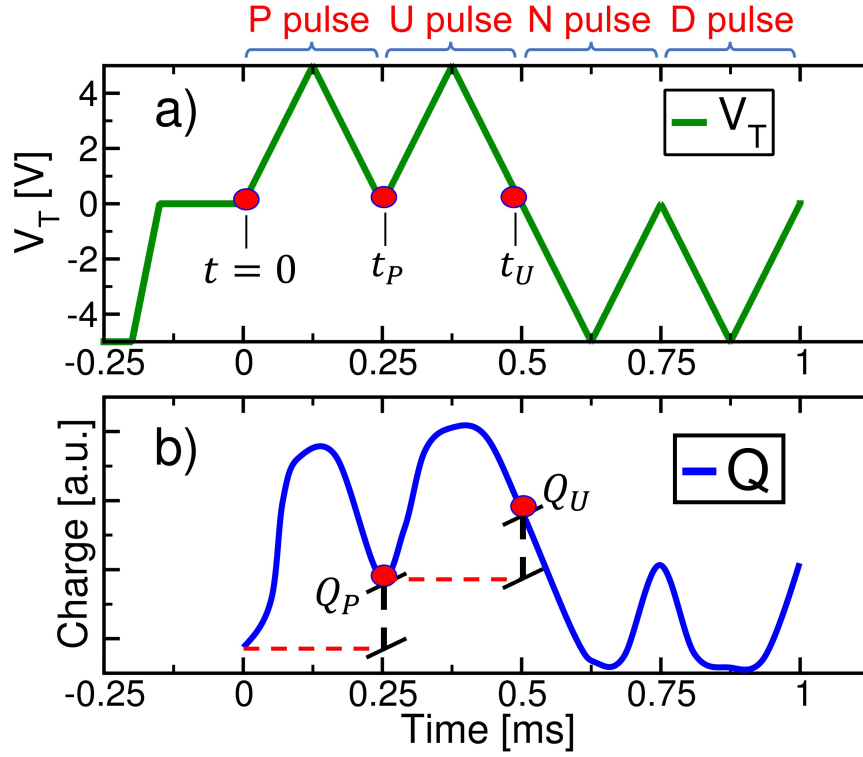 P pulse U pulse N pulse D pulse
a)
V_T
V_T [V]
4
2
0
-2
-4
t = 0
t_P
t_U
-0.25 0 0.25 0.5 0.75 1
b)
Q
Charge [a.u.]
Q_P
Q_U
-0.25 0 0.25 0.5 0.75 1
Time [ms]